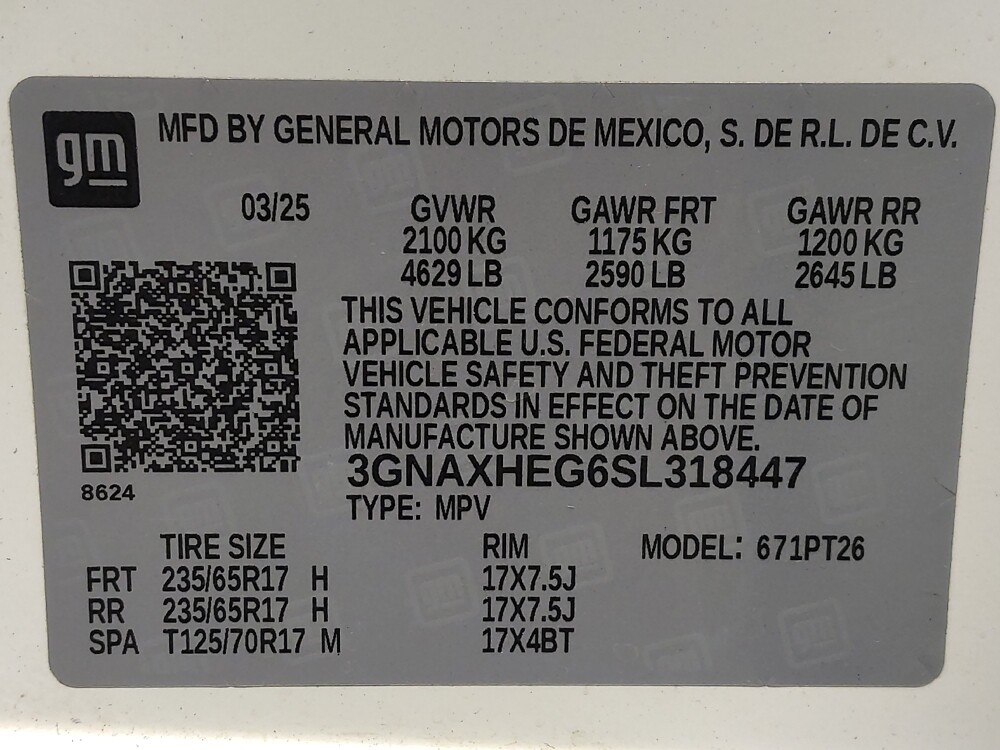 gm
MFD BY GENERAL MOTORS DE MEXICO, S. DE R.L. DE C.V.
03/25 GVWR GAWR FRT GAWR RR
2100 KG 1175 KG 1200 KG
4629 LB 2590 LB 2645 LB
THIS VEHICLE CONFORMS TO ALL
APPLICABLE U.S. FEDERAL MOTOR
VEHICLE SAFETY AND THEFT PREVENTION
STANDARDS IN EFFECT ON THE DATE OF
MANUFACTURE SHOWN ABOVE.
3GNAXHEG6SL318447
8624
TYPE: MPV
TIRE SIZE RIM MODEL: 671PT26
FRT 235/65R17 H 17X7.5J
RR 235/65R17 H 17X7.5J
SPA T125/70R17 M 17X4BT